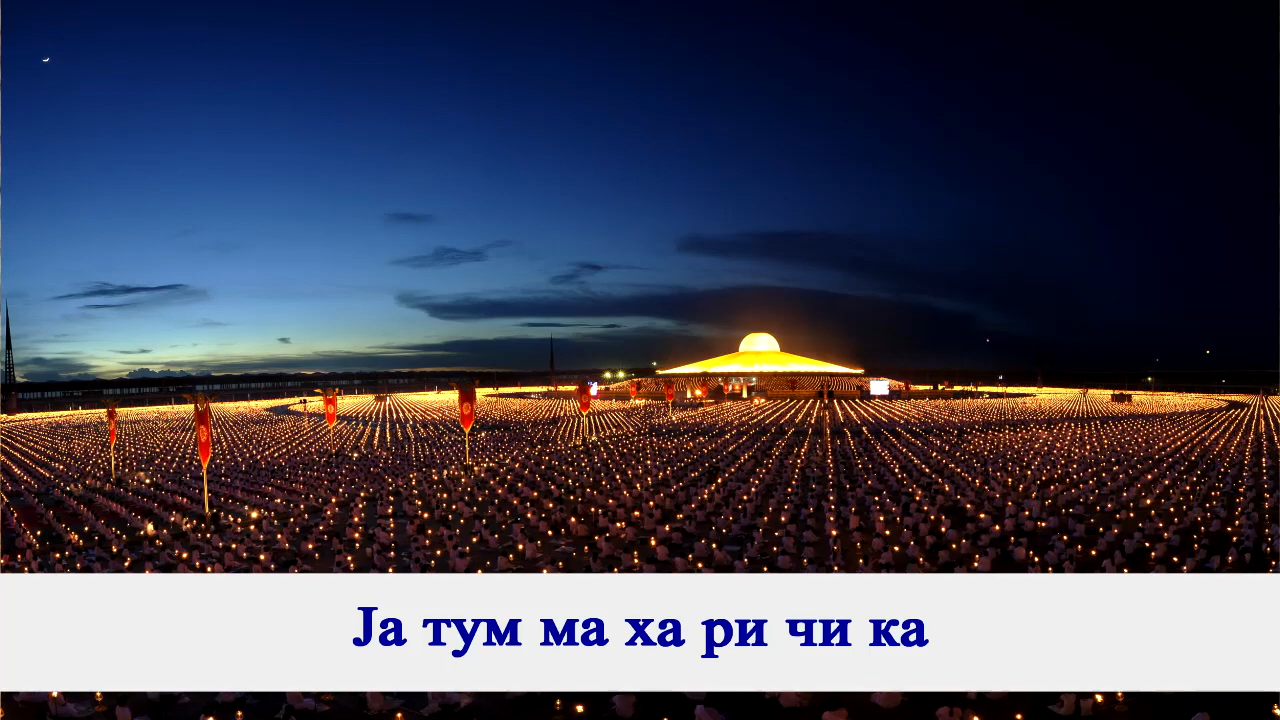 Ја тум ма ха ри чи ка